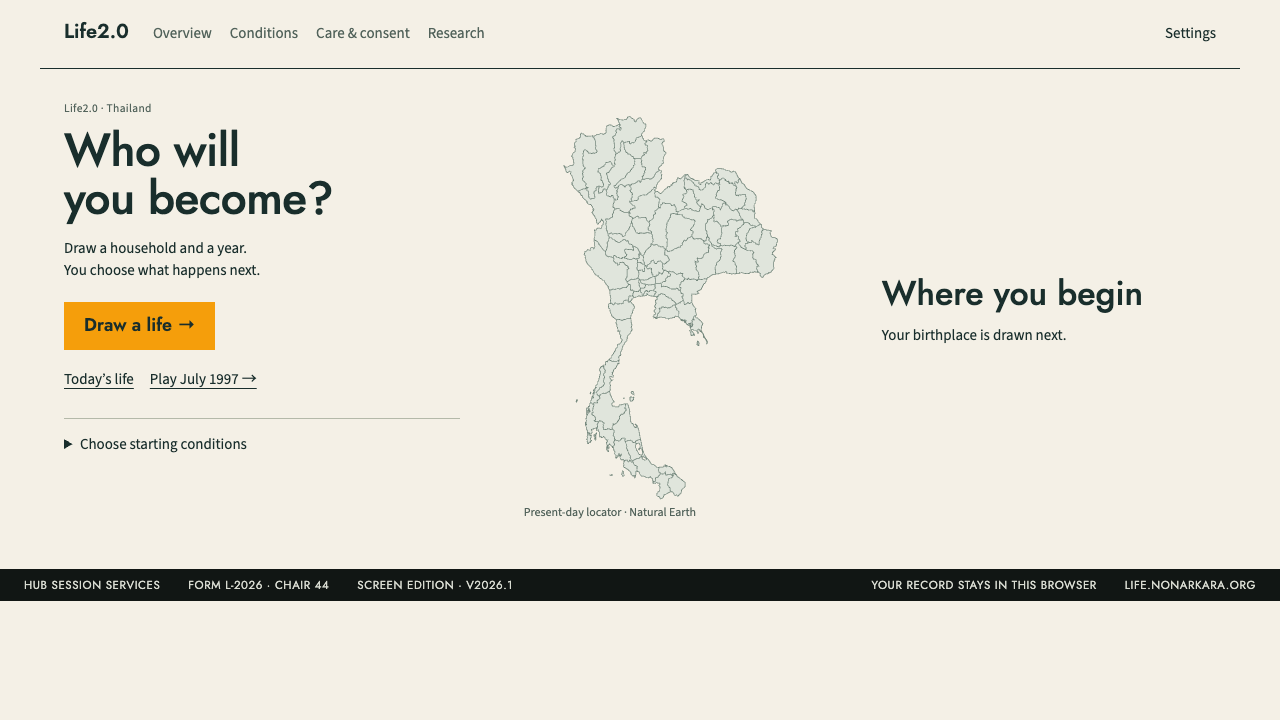 Life2.0
Overview
Conditions
Care & consent
Research
Settings
Life2.0 · Thailand
Who will
you become?
Draw a household and a year.
You choose what happens next.
Draw a life →
Today’s life
Play July 1997 →
▶ Choose starting conditions
Present-day locator · Natural Earth
Where you begin
Your birthplace is drawn next.
HUB SESSION SERVICES
FORM L-2026 · CHAIR 44
SCREEN EDITION · V2026.1
YOUR RECORD STAYS IN THIS BROWSER
LIFE.NONARKARA.ORG